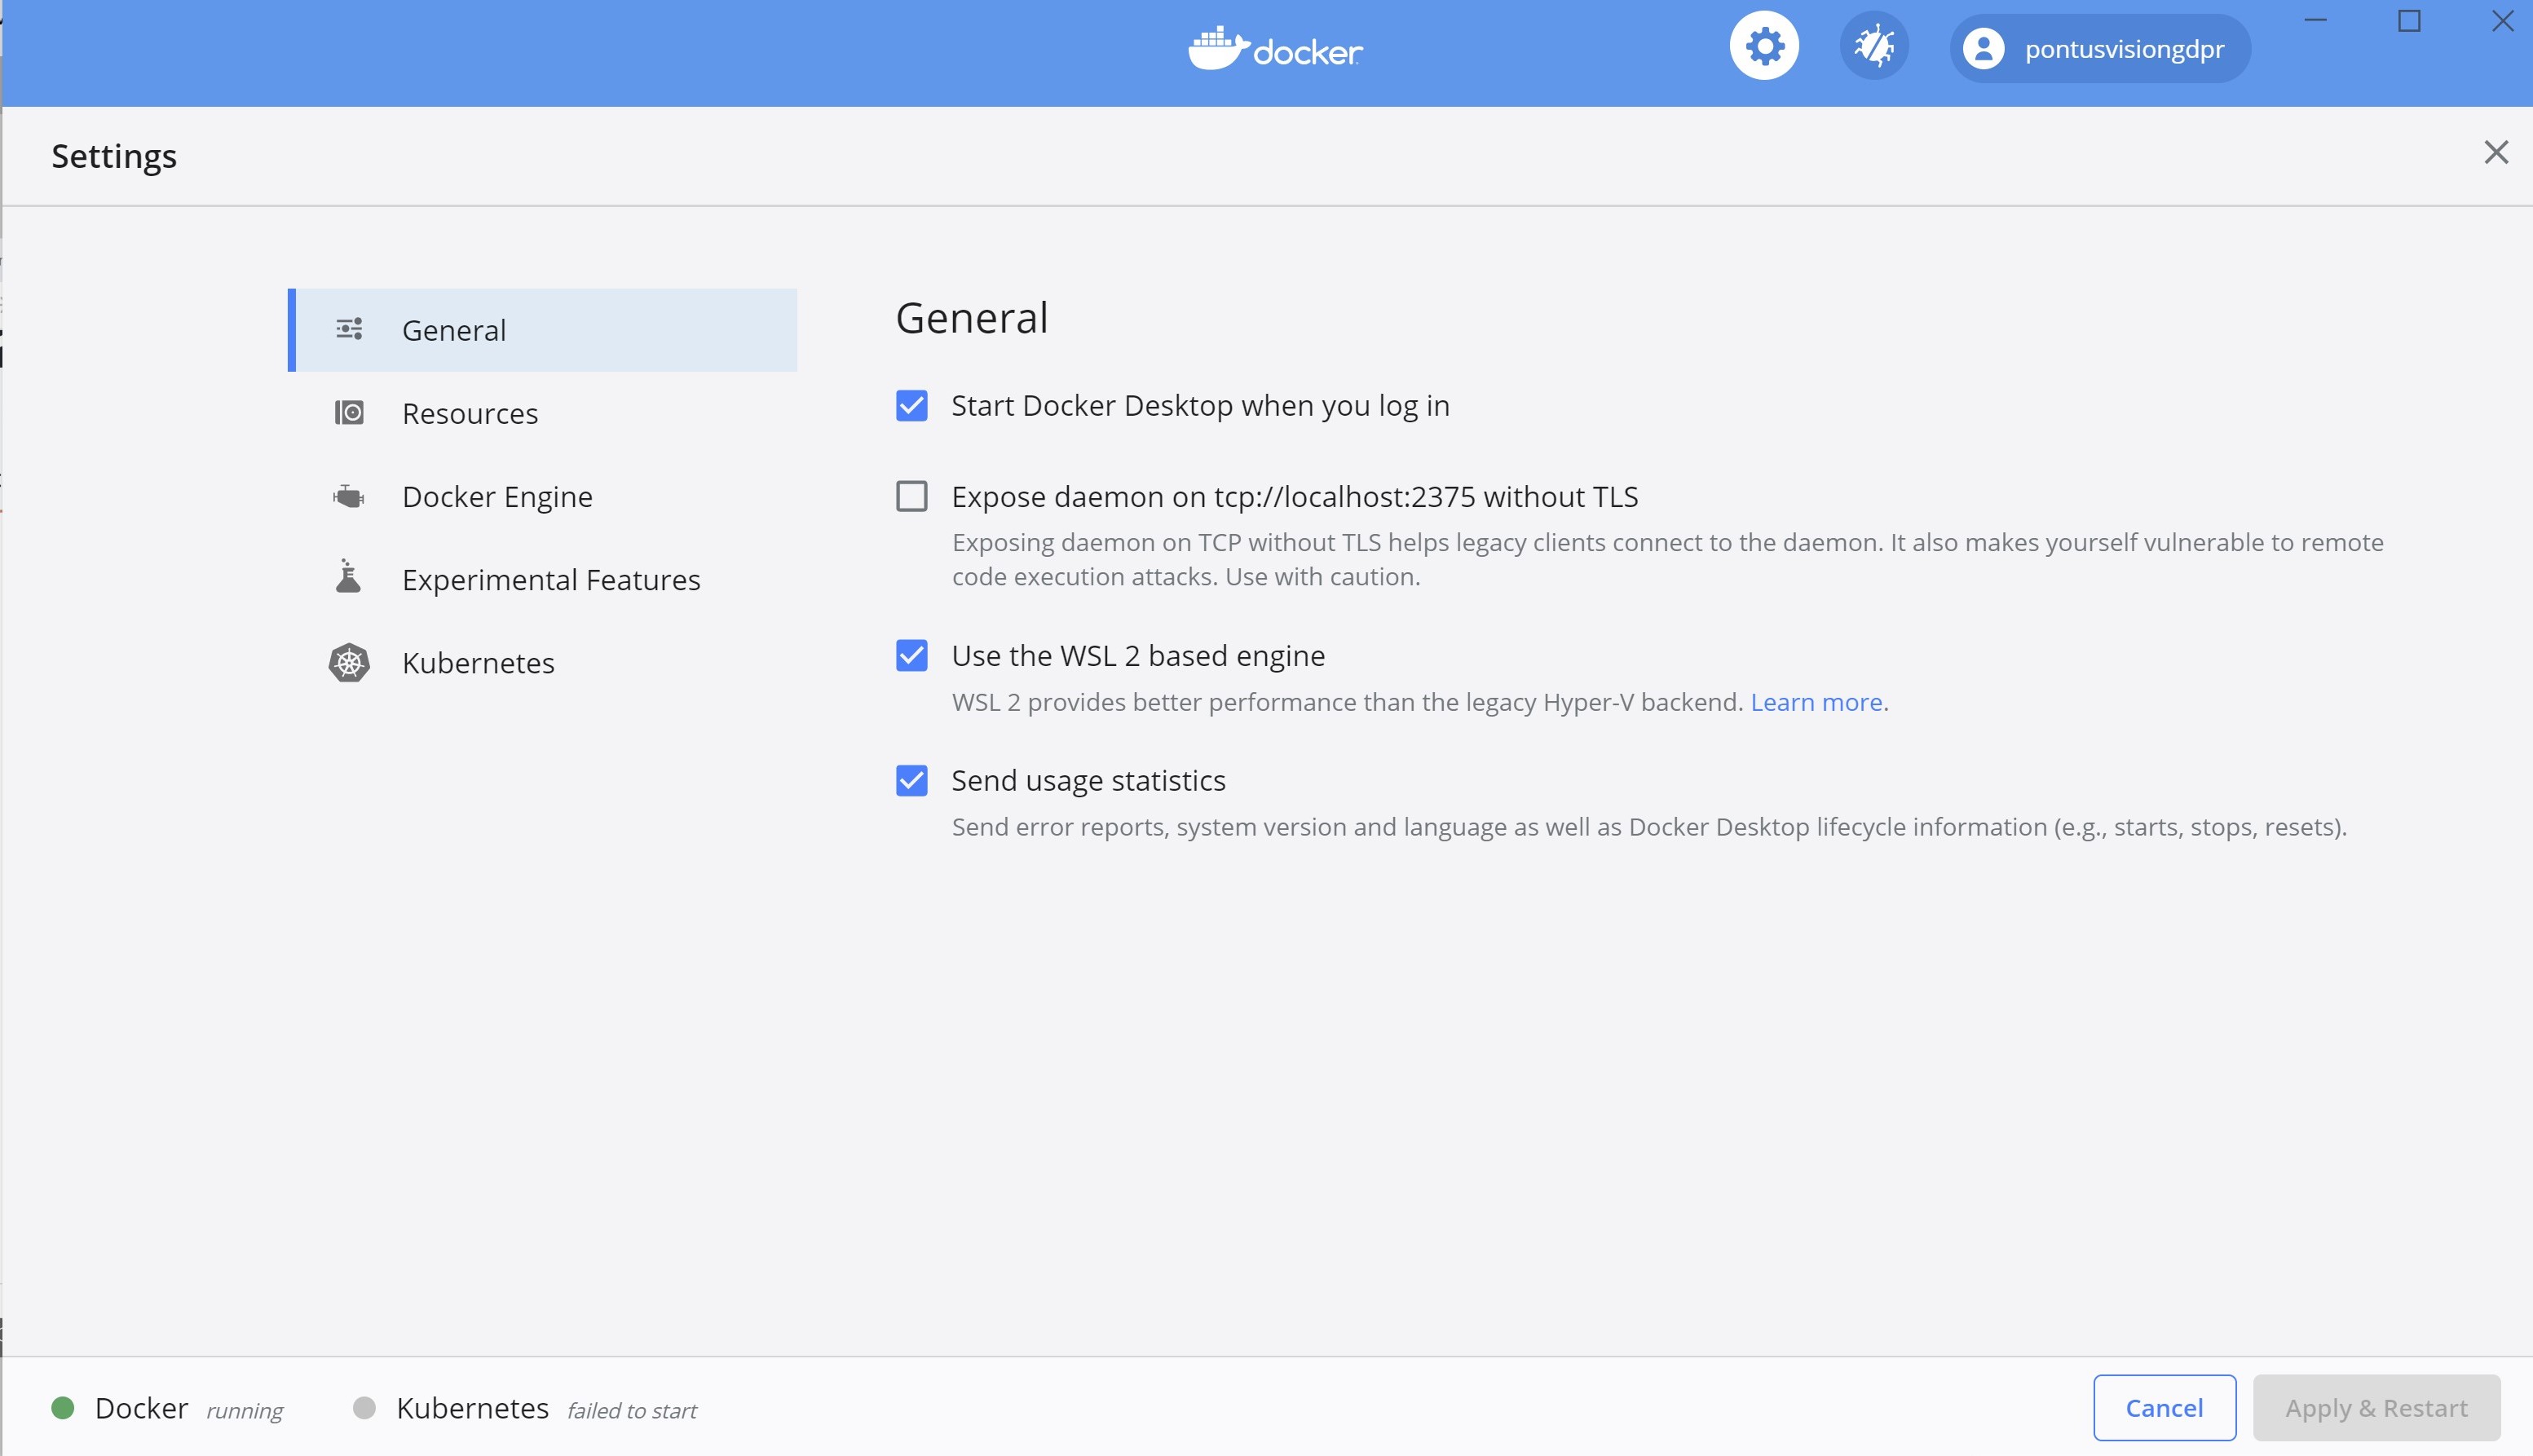 docker
pontusvisiongdpr
Settings
General
Resources
Docker Engine
Experimental Features
Kubernetes
General
Start Docker Desktop when you log in
Expose daemon on tcp://localhost:2375 without TLS
Exposing daemon on TCP without TLS helps legacy clients connect to the daemon. It also makes yourself vulnerable to remote
code execution attacks. Use with caution.
Use the WSL 2 based engine
WSL 2 provides better performance than the legacy Hyper-V backend. Learn more.
Send usage statistics
Send error reports, system version and language as well as Docker Desktop lifecycle information (e.g., starts, stops, resets).
Docker running
Kubernetes failed to start
Cancel
Apply & Restart